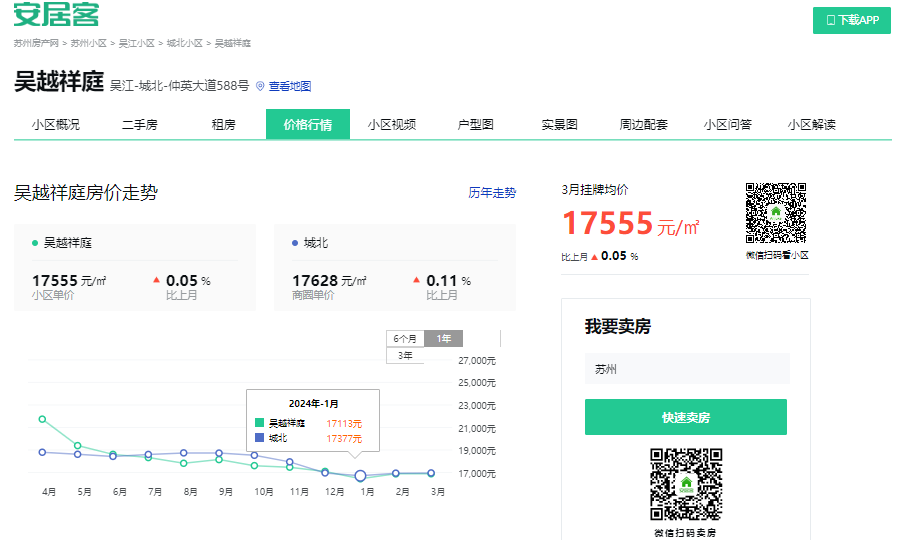 安居客
下载APP
苏州房产网 > 苏州小区 > 吴江小区 > 城北小区 > 吴越祥庭
吴越祥庭 吴江-城北-仲英大道588号 查看地图
小区概况 二手房 租房 价格行情 小区视频 户型图 实景图 周边配套 小区问答 小区解读
吴越祥庭房价走势 历年走势
吴越祥庭
17555 元/㎡ 0.05 %
小区单价 比上月
城北
17628 元/㎡ 0.11 %
商圈单价 比上月
6个月 1年
3年
27,000元
25,000元
23,000元
21,000元
19,000元
17,000元
2024年-1月
吴越祥庭 17113元
城北 17377元
4月 5月 6月 7月 8月 9月 10月 11月 12月 1月 2月 3月
3月挂牌均价
17555 元/㎡
比上月 0.05 %
微信扫码看小区
我要卖房
苏州
快速卖房
微信扫码卖房